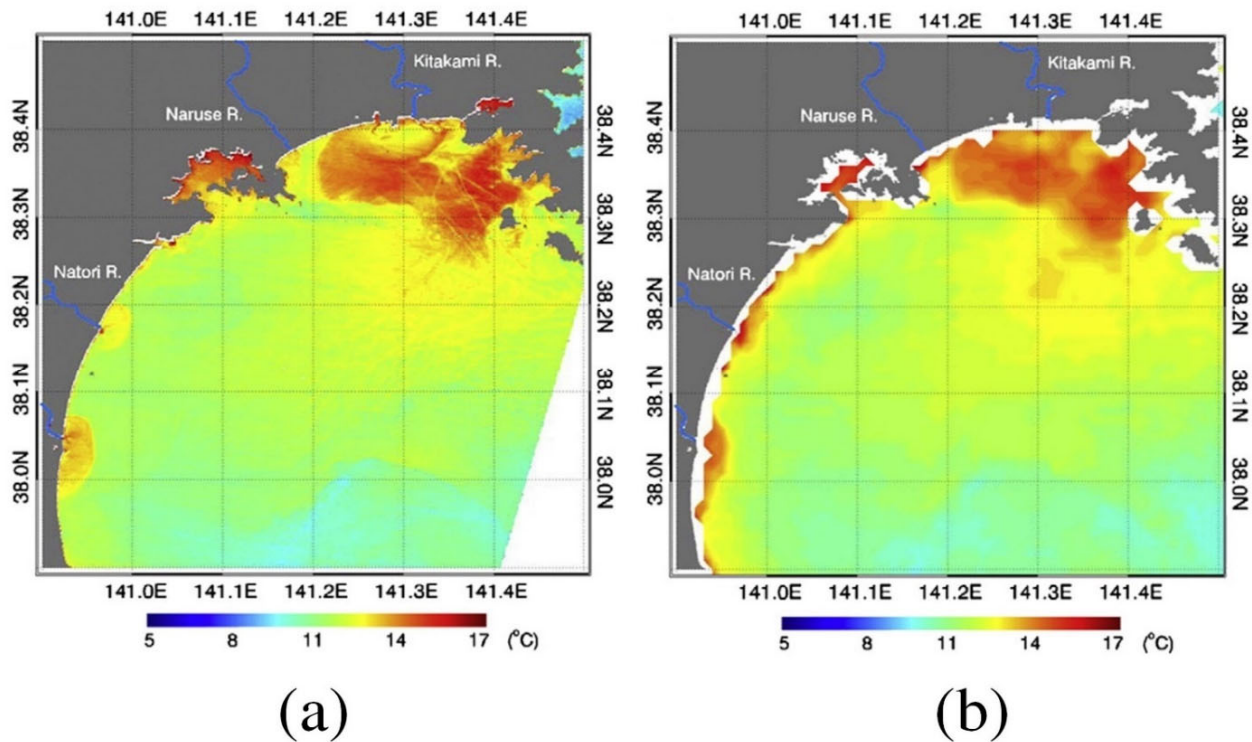 141.0E 141.1E 141.2E 141.3E 141.4E
Kitakami R.
Naruse R.
Natori R.
38.4N
38.3N
38.2N
38.1N
38.0N
38.4N
38.3N
38.2N
38.1N
38.0N
141.0E 141.1E 141.2E 141.3E 141.4E
5 8 11 14 17 (°C)
(a)
141.0E 141.1E 141.2E 141.3E 141.4E
Kitakami R.
Naruse R.
Natori R.
38.4N
38.3N
38.2N
38.1N
38.0N
38.4N
38.3N
38.2N
38.1N
38.0N
141.0E 141.1E 141.2E 141.3E 141.4E
5 8 11 14 17 (°C)
(b)